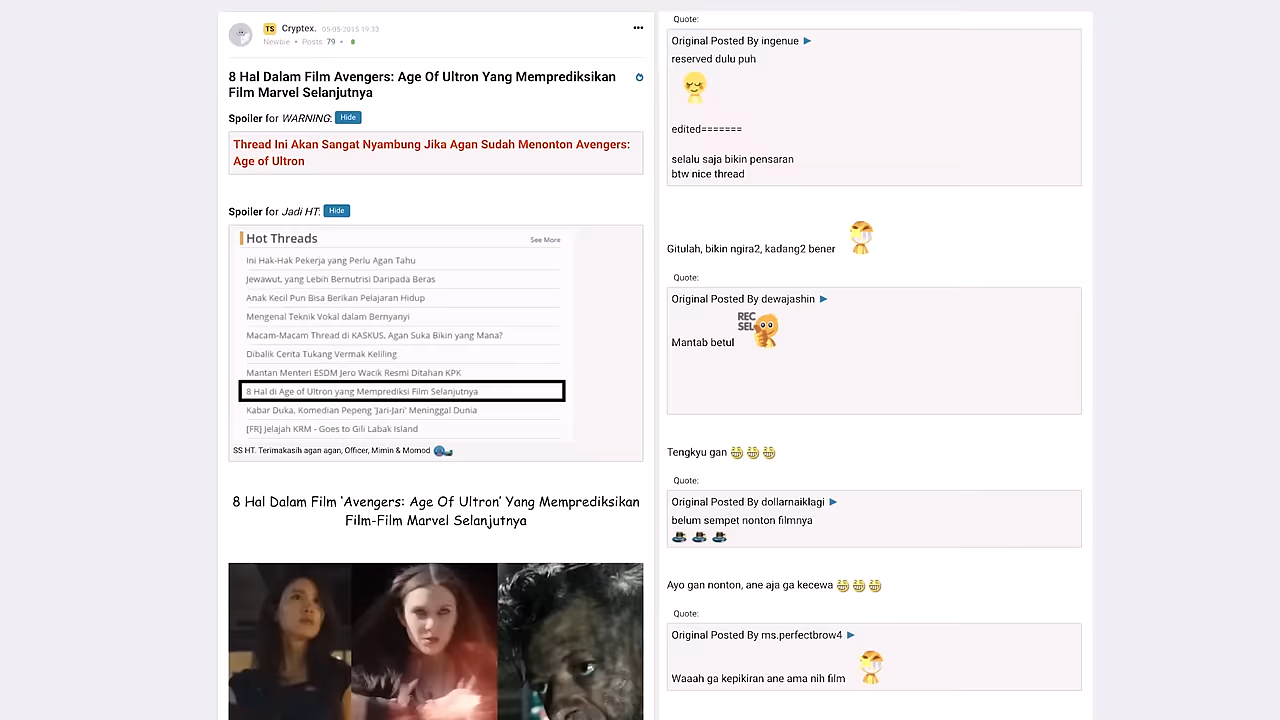 TS Cryptex. 05-05-2015 19:33
Newbie • Posts 79 •
8 Hal Dalam Film Avengers: Age Of Ultron Yang Memprediksikan
Film Marvel Selanjutnya
Spoiler for WARNING: Hide
Thread Ini Akan Sangat Nyambung Jika Agan Sudah Menonton Avengers:
Age of Ultron
Spoiler for Jadi HT: Hide
Hot Threads See More
Ini Hak-Hak Pekerja yang Perlu Agan Tahu
Jewawut, yang Lebih Bernutrisi Daripada Beras
Anak Kecil Pun Bisa Berikan Pelajaran Hidup
Mengenal Teknik Vokal dalam Bernyanyi
Macam-Macam Thread di KASKUS, Agan Suka Bikin yang Mana?
Dibalik Cerita Tukang Vermak Keliling
Mantan Menteri ESDM Jero Wacik Resmi Ditahan KPK
8 Hal di Age of Ultron yang Memprediksi Film Selanjutnya
Kabar Duka, Komedian Pepeng 'Jari-Jari' Meninggal Dunia
[FR] Jelajah KRM - Goes to Gili Labak Island
SS HT. Terimakasih agan agan, Officer, Mimin & Momod
8 Hal Dalam Film ‘Avengers: Age Of Ultron’ Yang Memprediksikan
Film-Film Marvel Selanjutnya
Quote:
Original Posted By ingenue
reserved dulu puh
edited=======
selalu saja bikin pensaran
btw nice thread
Gitulah, bikin ngira2, kadang2 bener
Quote:
Original Posted By dewajashin
REC
SEL
Mantab betul
Tengkyu gan
Quote:
Original Posted By dollarnaiklagi
belum sempet nonton filmnya
Ayo gan nonton, ane aja ga kecewa
Quote:
Original Posted By ms.perfectbrow4
Waaah ga kepikiran ane ama nih film